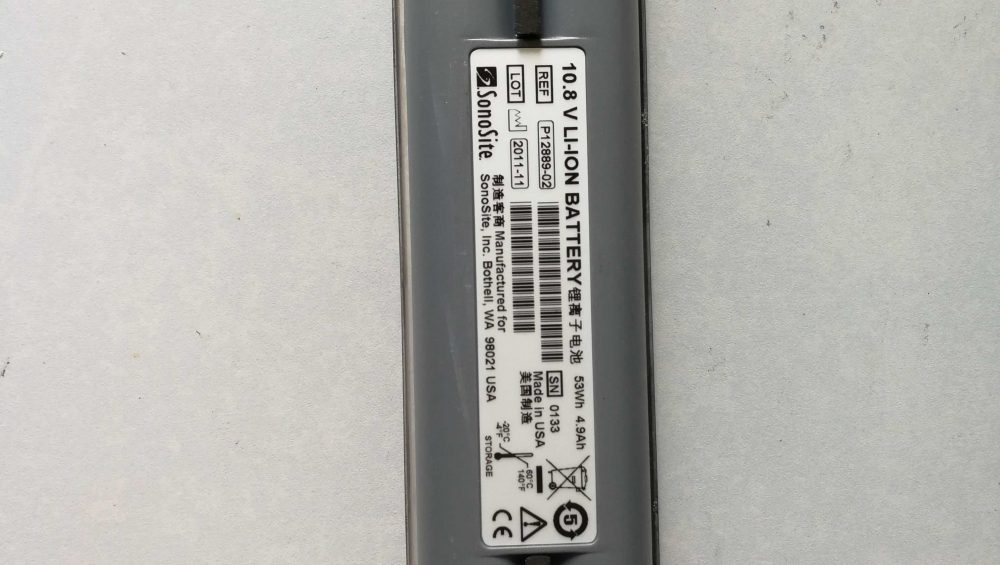 10.8 V LI-ION BATTERY锂离子电池 53Wh 4.9Ah
REF P12889-02 SN 0133
LOT 2011-11 Made in USA
美国制造
SonoSite
制造客商 Manufactured for
SonoSite, Inc. Bothell, WA 98021 USA
-20°C
-4°F
60°C
140°F
STORAGE
5
CE